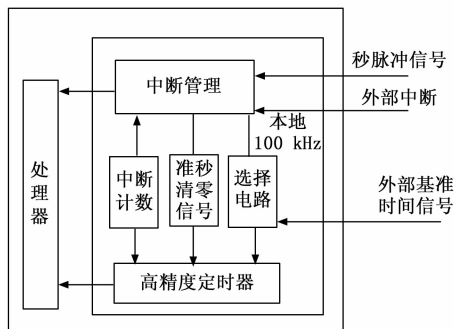 秒脉冲信号
中断管理
外部中断
本地
100 kHz
处
理
器
中断
计数
准秒
清零
信号
选择
电路
外部基准
时间信号
高精度定时器